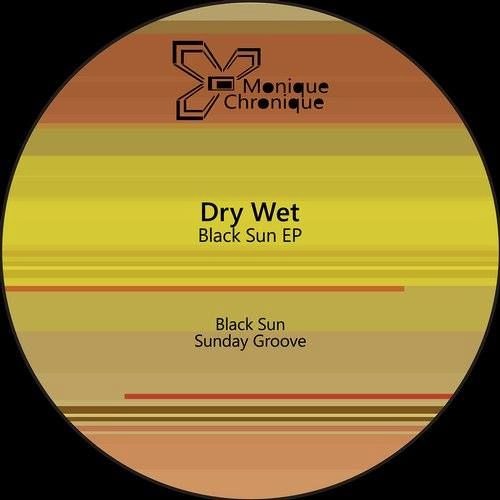 Monique
Chronique
Dry Wet
Black Sun EP
Black Sun
Sunday Groove